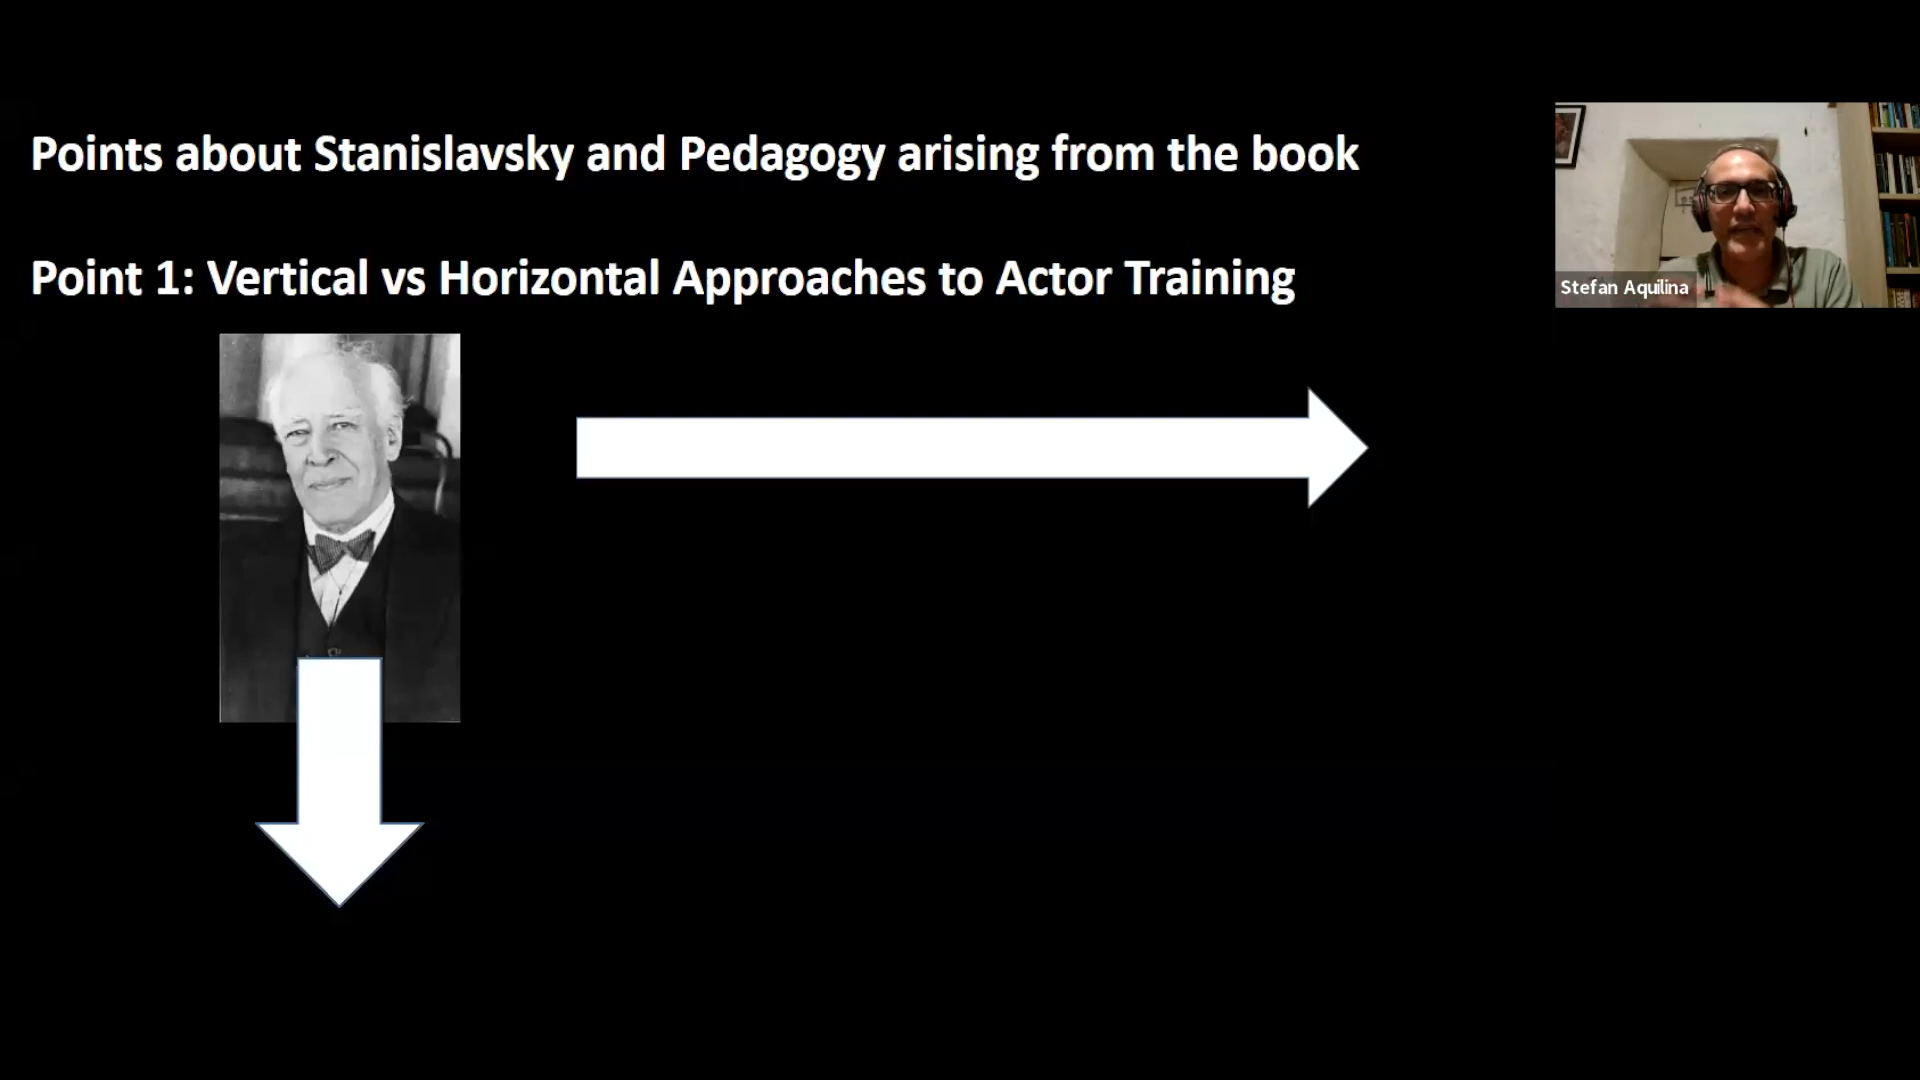 Points about Stanislavsky and Pedagogy arising from the book
Point 1: Vertical vs Horizontal Approaches to Actor Training
Stefan Aquilina